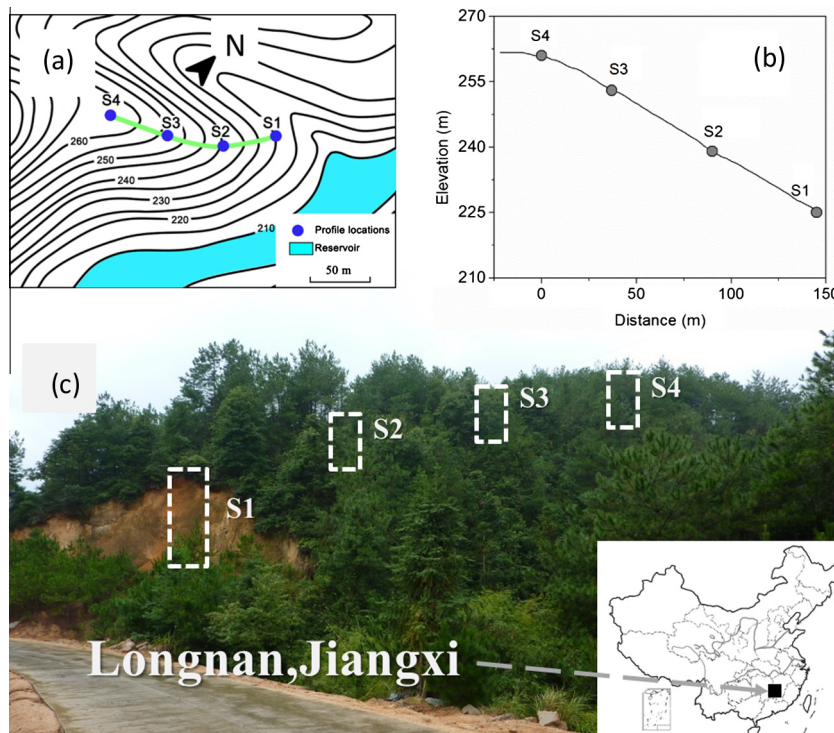 (a)
N
S4
S3
S2
S1
260
250
240
230
220
210
Profile locations
Reservoir
50 m
270
255
240
225
210
Elevation (m)
S4
S3
S2
S1
(b)
0
50
100
150
Distance (m)
(c)
S1
S2
S3
S4
Longnan,Jiangxi